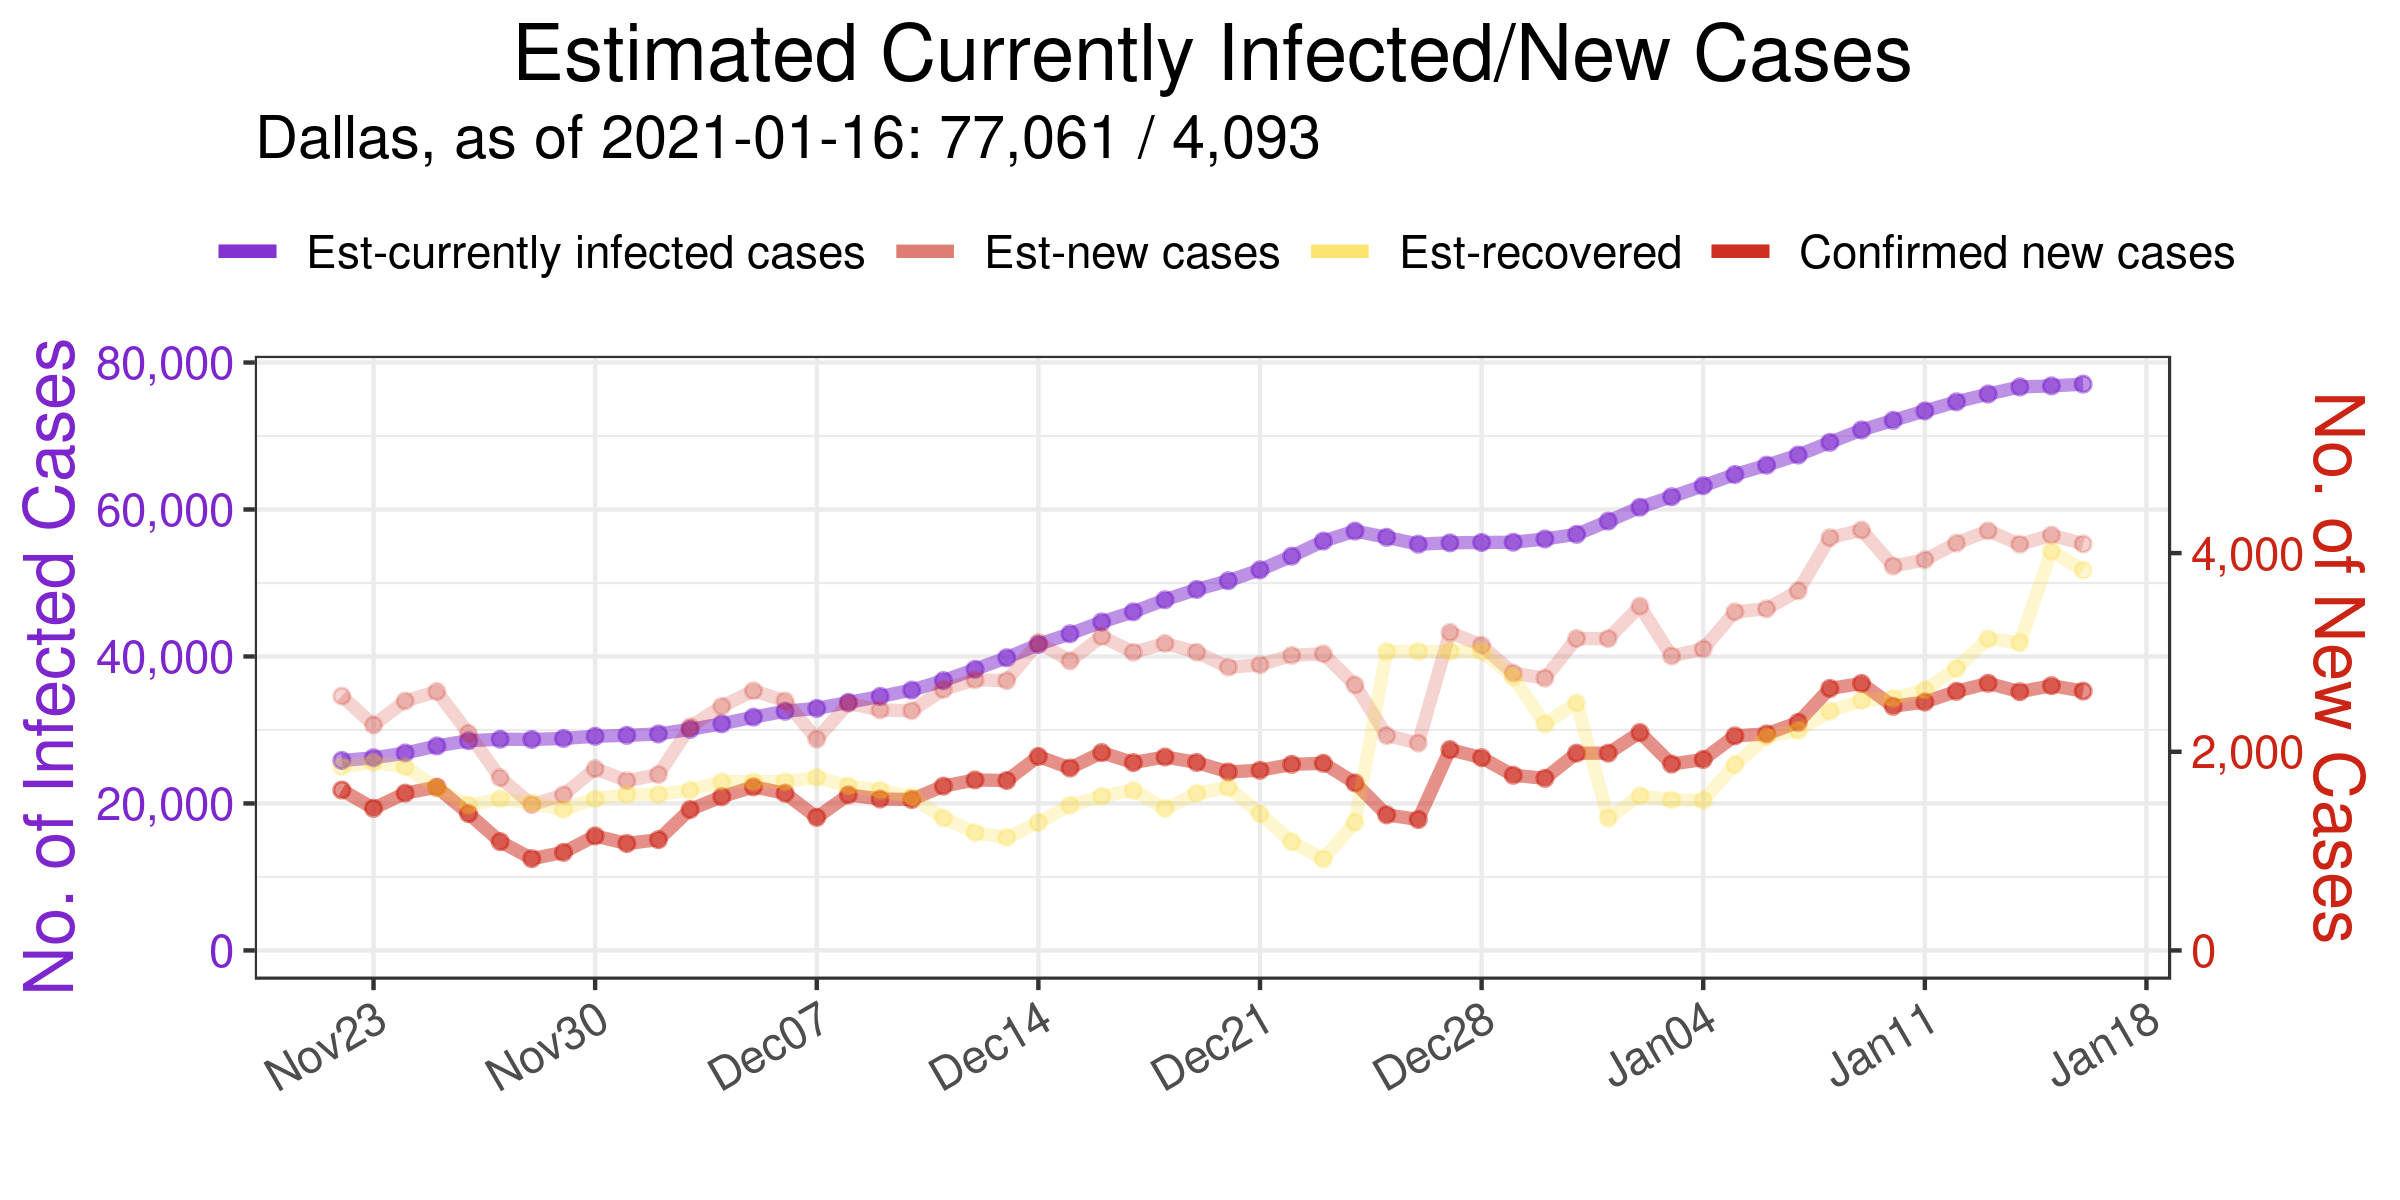 Estimated Currently Infected/New Cases
Dallas, as of 2021-01-16: 77,061 / 4,093
Est-currently infected cases Est-new cases Est-recovered Confirmed new cases
No. of Infected Cases
80,000
60,000
40,000
20,000
0
No. of New Cases
4,000
2,000
0
Nov23 Nov30 Dec07 Dec14 Dec21 Dec28 Jan04 Jan11 Jan18